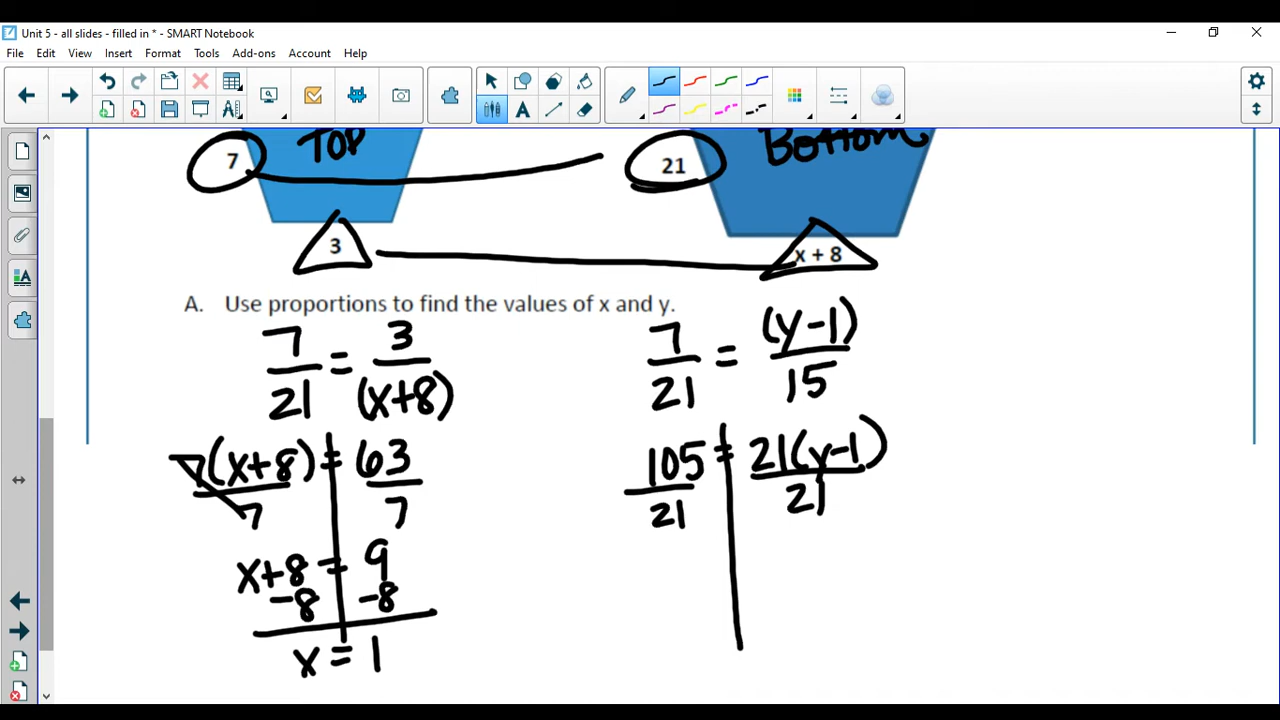 Unit 5 - all slides - filled in * - SMART Notebook
File Edit View Insert Format Tools Add-ons Account Help
7 TOP 21 Bottom
3 x + 8
A. Use proportions to find the values of x and y.
7/21 = 3/(x+8)
7(x+8)/7 = 63/7
x+8 = 9
-8 -8
x = 1
7/21 = (y-1)/15
105/21 = 21(y-1)/21